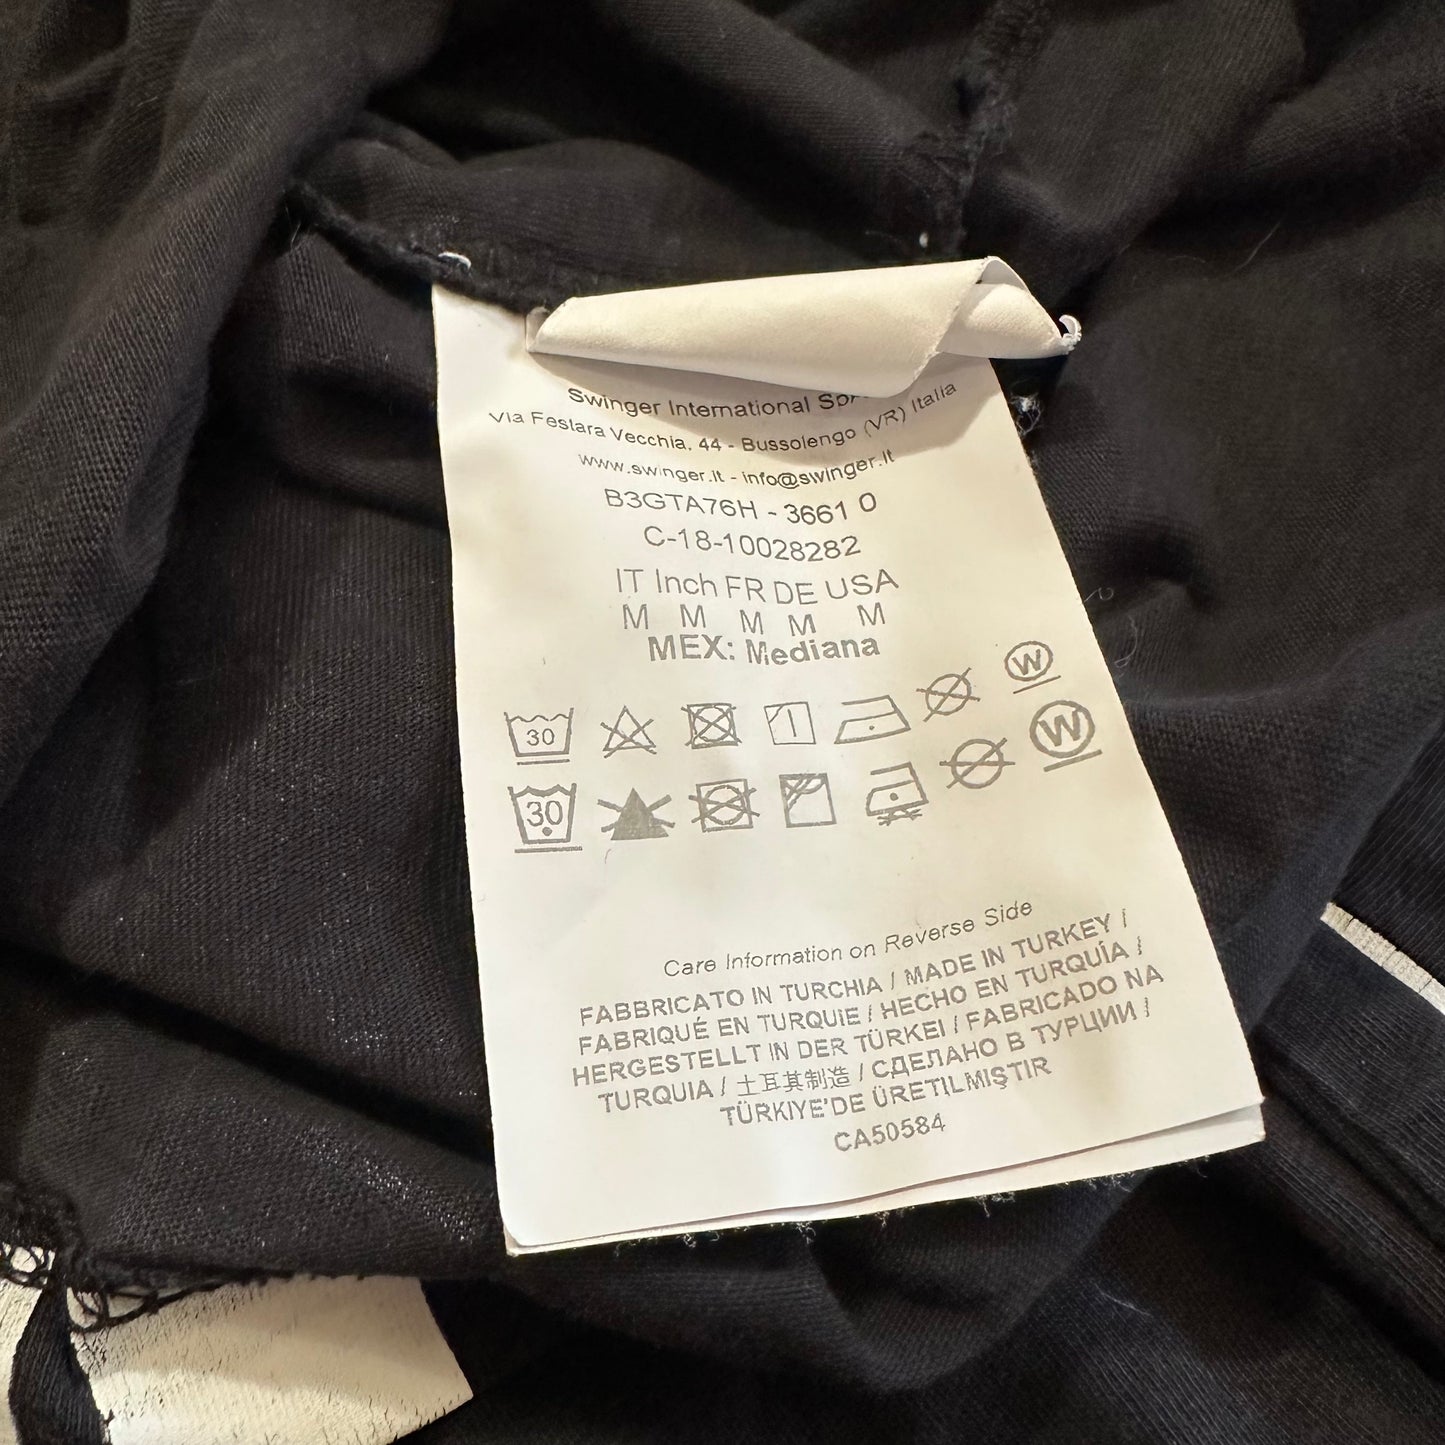 Swinger International SpA
Via Festara Vecchia, 44 - Bussolengo (VR) Italia
www.swinger.it - info@swinger.it
B3GTA76H - 3661 0
C-18-10028282
IT Inch FR DE USA
M M M M M
MEX: Mediana
30 W
30 W
Care Information on Reverse Side
FABBRICATO IN TURCHIA / MADE IN TURKEY /
FABRIQUÉ EN TURQUIE / HECHO EN TURQUÍA /
HERGESTELLT IN DER TÜRKEI / FABRICADO NA
TURQUIA / 土耳其制造 / СДЕЛАНО В ТУРЦИИ /
TÜRKIYE'DE ÜRETILMIŞTIR
CA50584